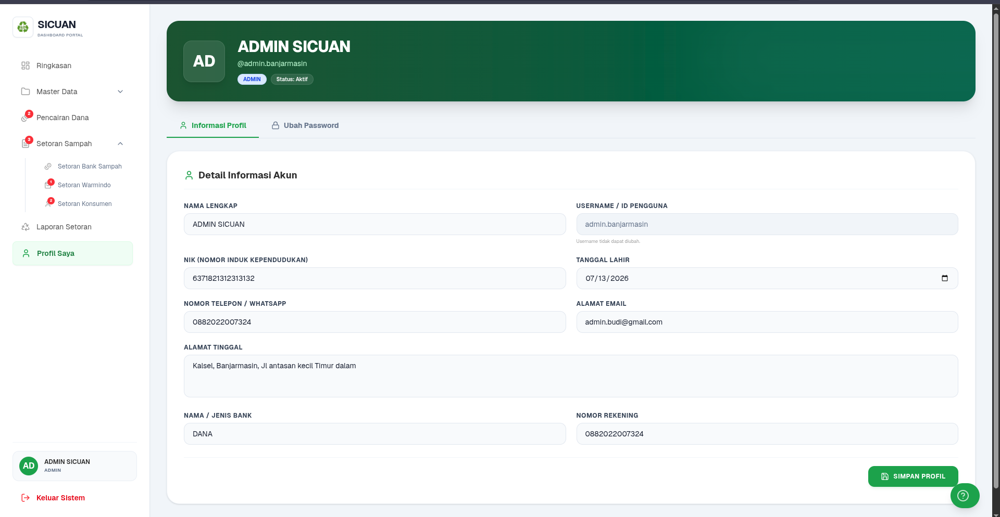 SICUAN
DASHBOARD PORTAL
Ringkasan
Master Data
2
Pencairan Dana
3
Setoran Sampah
Setoran Bank Sampah
1
Setoran Warmindo
2
Setoran Konsumen
Laporan Setoran
Profil Saya
AD
ADMIN SICUAN
ADMIN
Keluar Sistem
AD
ADMIN SICUAN
@admin.banjarmasin
ADMIN
Status: Aktif
Informasi Profil
Ubah Password
Detail Informasi Akun
NAMA LENGKAP
ADMIN SICUAN
USERNAME / ID PENGGUNA
admin.banjarmasin
Username tidak dapat diubah.
NIK (NOMOR INDUK KEPENDUDUKAN)
6371821312313132
TANGGAL LAHIR
07/13/2026
NOMOR TELEPON / WHATSAPP
0882022007324
ALAMAT EMAIL
admin.budi@gmail.com
ALAMAT TINGGAL
Kalsel, Banjarmasin, Jl antasan kecil Timur dalam
NAMA / JENIS BANK
DANA
NOMOR REKENING
0882022007324
SIMPAN PROFIL
?